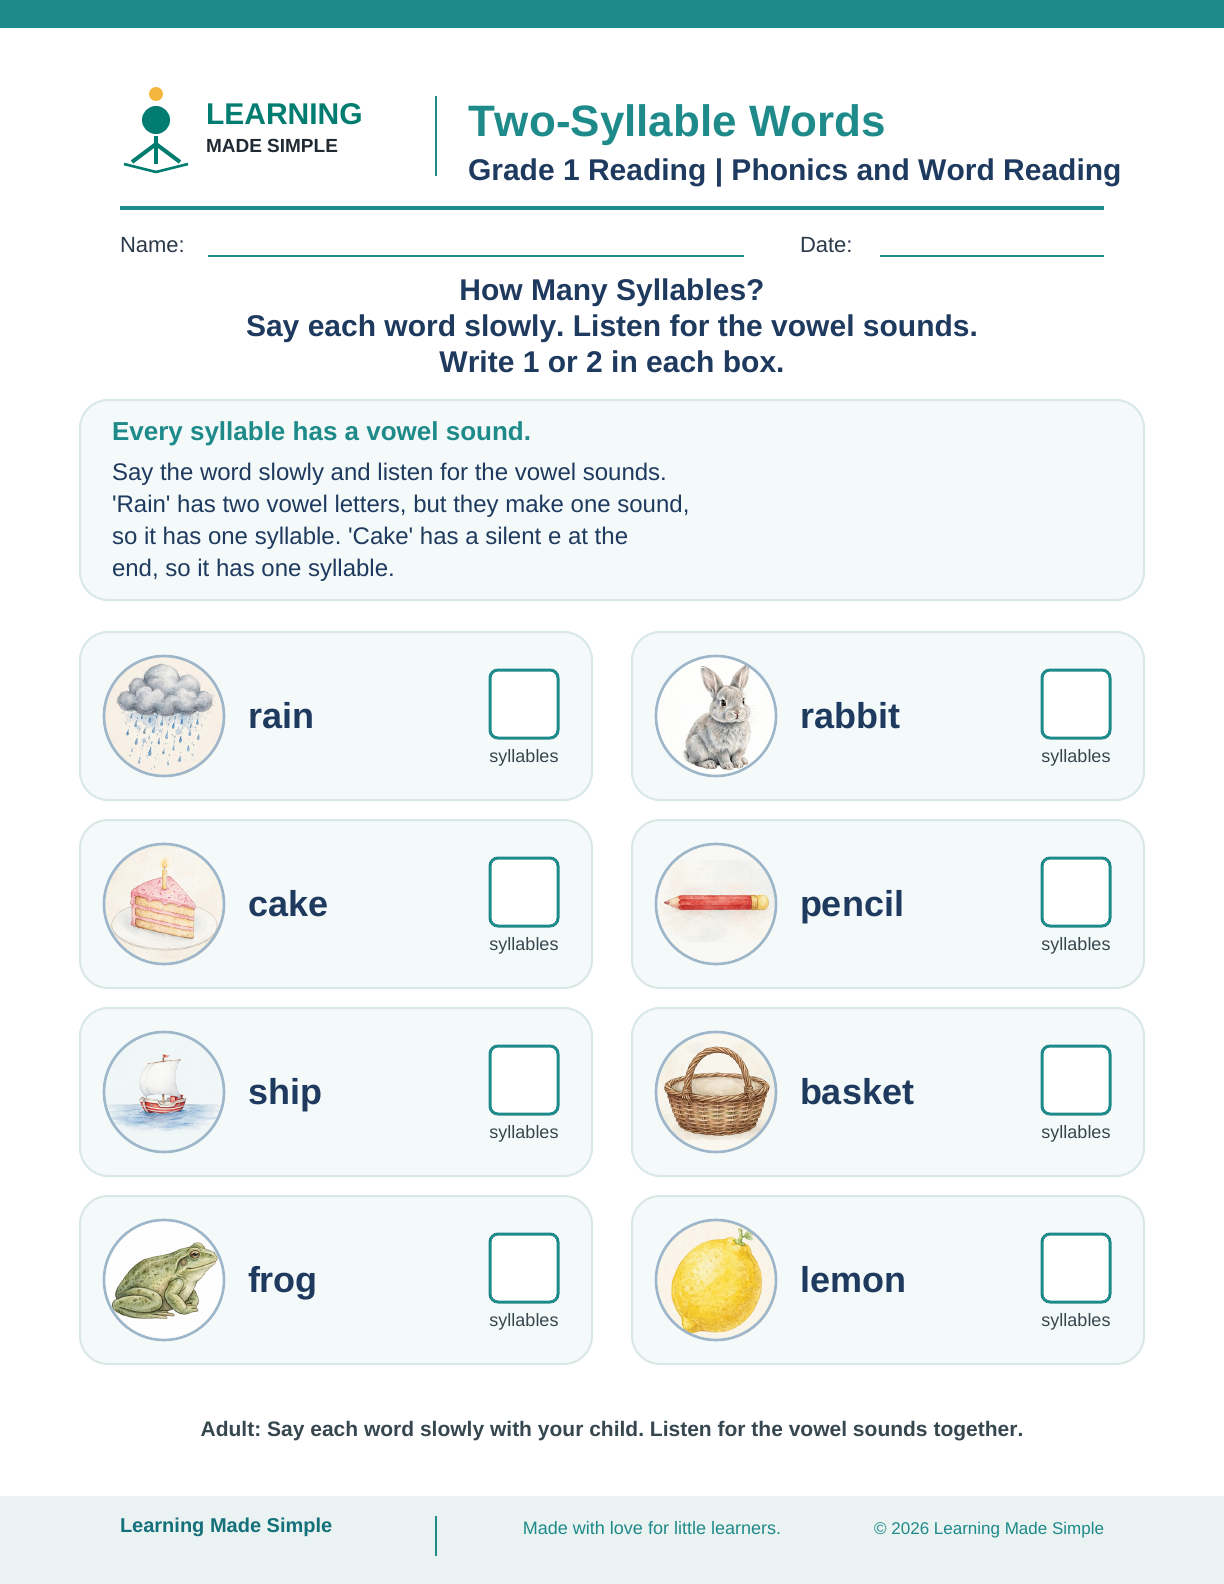 LEARNING
MADE SIMPLE
Two-Syllable Words
Grade 1 Reading | Phonics and Word Reading
Name:
Date:
How Many Syllables?
Say each word slowly. Listen for the vowel sounds.
Write 1 or 2 in each box.
Every syllable has a vowel sound.
Say the word slowly and listen for the vowel sounds.
'Rain' has two vowel letters, but they make one sound,
so it has one syllable. 'Cake' has a silent e at the
end, so it has one syllable.
rain
syllables
rabbit
syllables
cake
syllables
pencil
syllables
ship
syllables
basket
syllables
frog
syllables
lemon
syllables
Adult: Say each word slowly with your child. Listen for the vowel sounds together.
Learning Made Simple
Made with love for little learners.
© 2026 Learning Made Simple